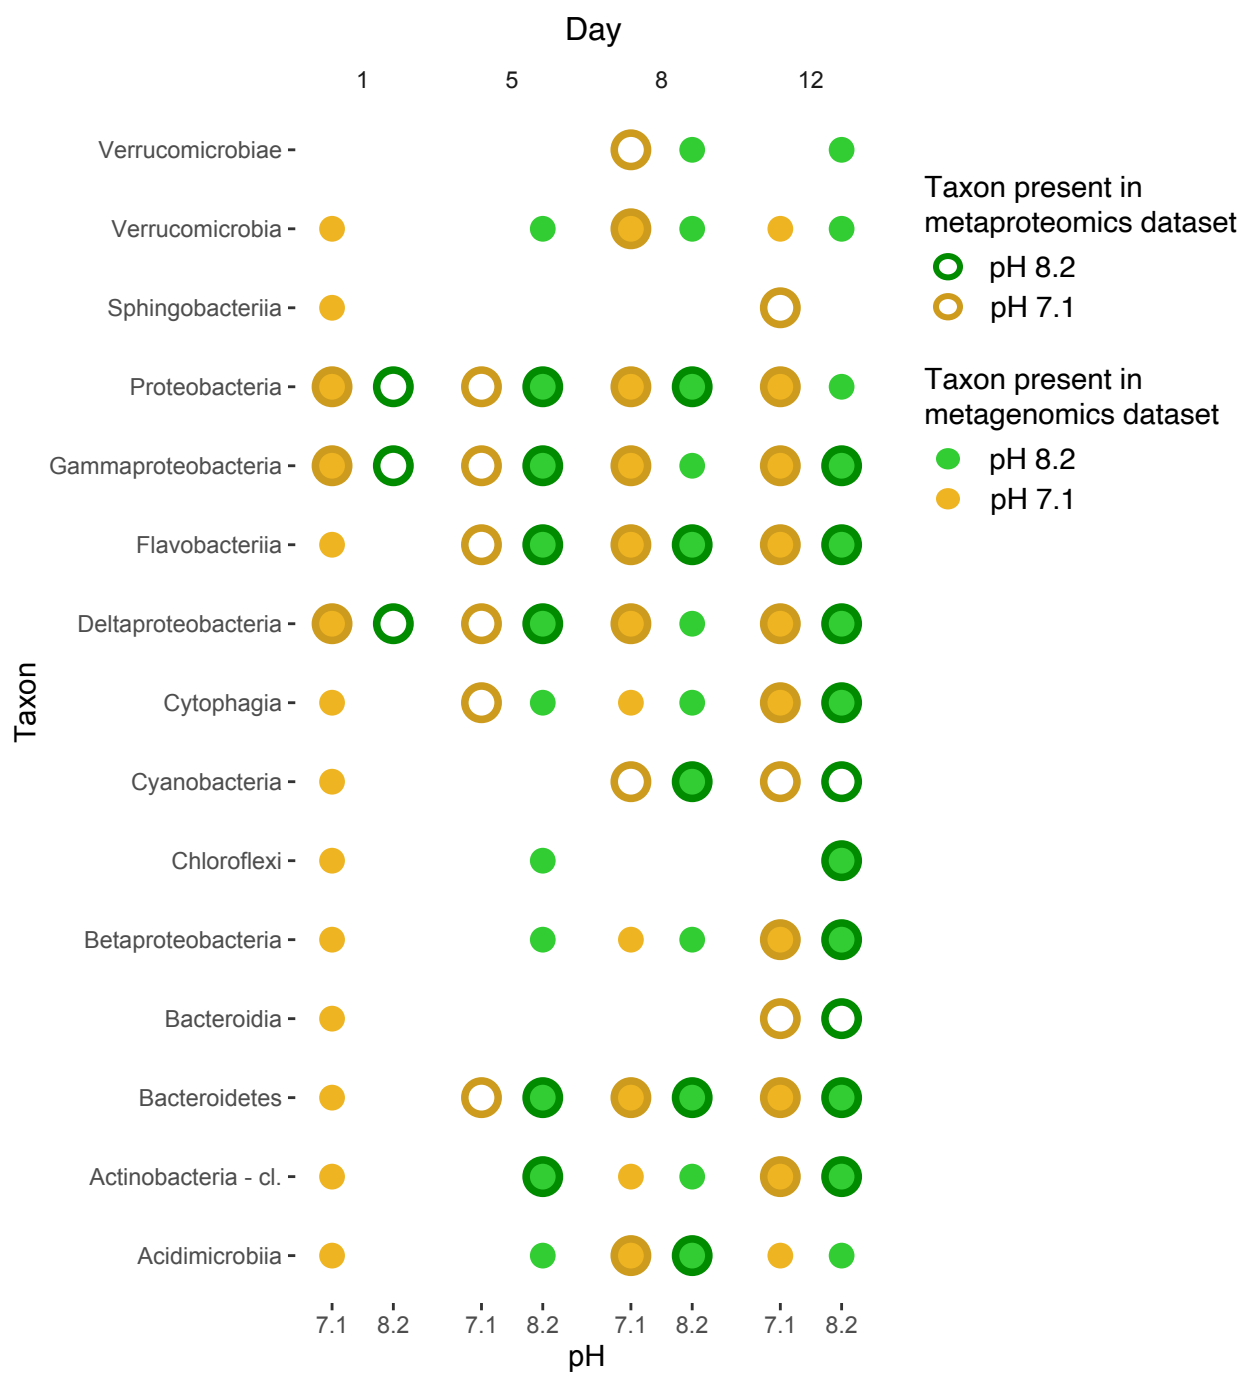 Day
1 5 8 12
Verrucomicrobiae
Verrucomicrobia
Sphingobacteriia
Proteobacteria
Gammaproteobacteria
Flavobacteriia
Deltaproteobacteria
Cytophagia
Cyanobacteria
Chloroflexi
Betaproteobacteria
Bacteroidia
Bacteroidetes
Actinobacteria - cl.
Acidimicrobiia
Taxon
7.1 8.2 7.1 8.2 7.1 8.2 7.1 8.2
pH
Taxon present in
metaproteomics dataset
pH 8.2
pH 7.1
Taxon present in
metagenomics dataset
pH 8.2
pH 7.1